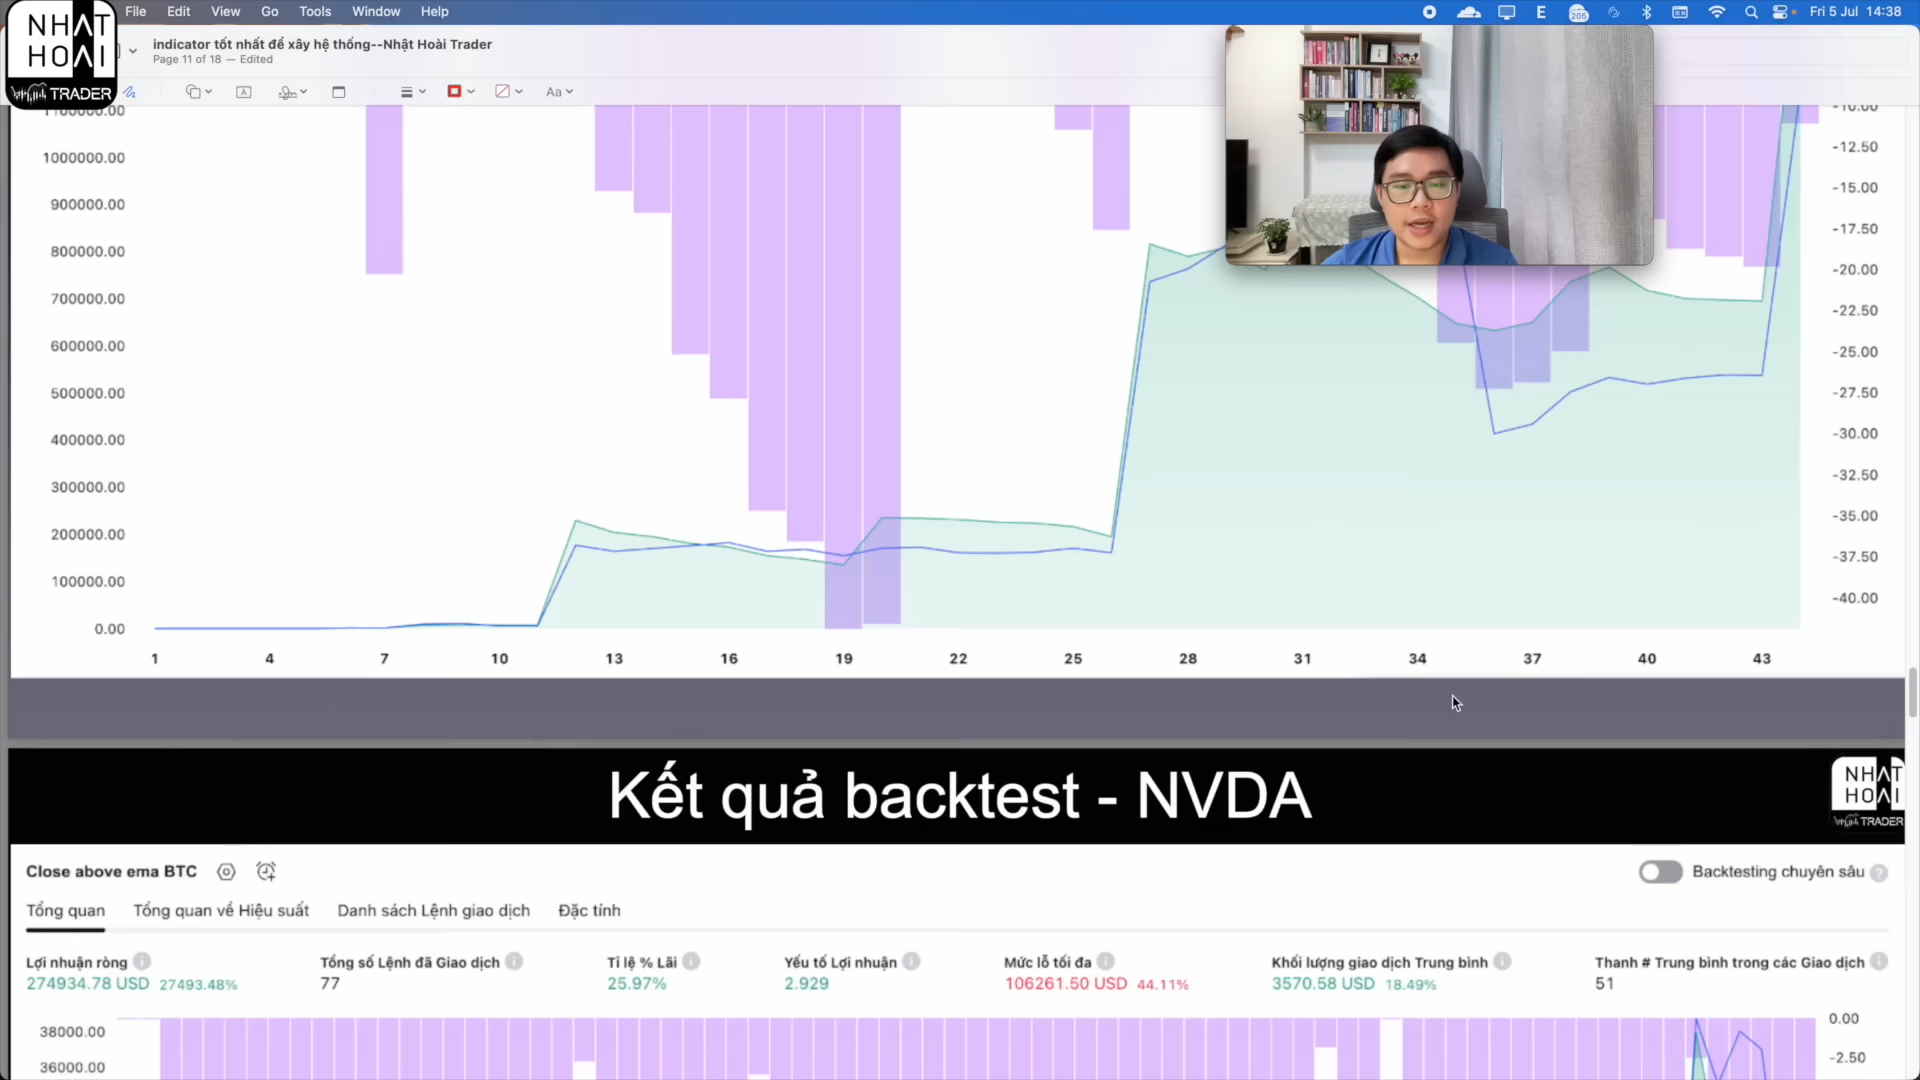 NHAT
HOAI
TRADER
File Edit View Go Tools Window Help
E
205
Fri 5 Jul 14:38
indicator tốt nhất để xây hệ thống--Nhật Hoài Trader
Page 11 of 18 — Edited
A
Aa
1100000.00
1000000.00
900000.00
800000.00
700000.00
600000.00
500000.00
400000.00
300000.00
200000.00
100000.00
0.00
-10.00
-12.50
-15.00
-17.50
-20.00
-22.50
-25.00
-27.50
-30.00
-32.50
-35.00
-37.50
-40.00
1 4 7 10 13 16 19 22 25 28 31 34 37 40 43
Kết quả backtest - NVDA
NHAT
HOAI
TRADER
Close above ema BTC
Backtesting chuyên sâu ?
Tổng quan Tổng quan về Hiệu suất Danh sách Lệnh giao dịch Đặc tính
Lợi nhuận ròng Tổng số Lệnh đã Giao dịch Tỉ lệ % Lãi Yếu tố Lợi nhuận Mức lỗ tối đa Khối lượng giao dịch Trung bình Thanh # Trung bình trong các Giao dịch
274934.78 USD 27493.48% 77 25.97% 2.929 106261.50 USD 44.11% 3570.58 USD 18.49% 51
38000.00
36000.00
0.00
-2.50